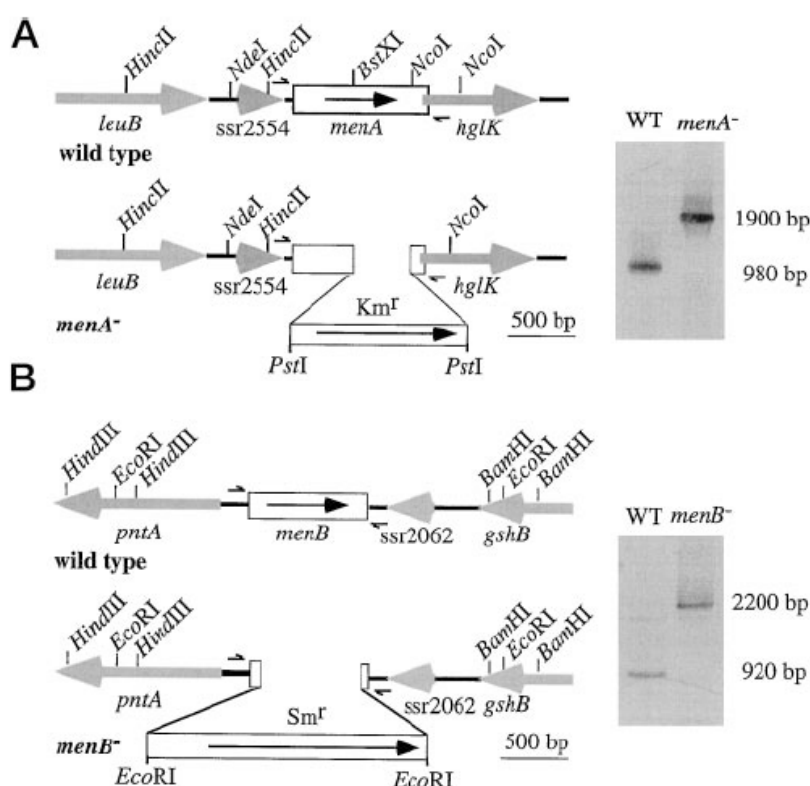 A
HincII
NdeI
HincII
BstXI
NcoI
NcoI
leuB
ssr2554
menA
hglK
wild type
WT
menA-
1900 bp
980 bp
HincII
NdeI
HincII
NcoI
leuB
ssr2554
hglK
Kmr
menA-
500 bp
PstI
PstI
B
HindIII
EcoRI
HindIII
BamHI
EcoRI
BamHI
pntA
menB
ssr2062
gshB
wild type
WT
menB-
2200 bp
920 bp
HindIII
EcoRI
HindIII
BamHI
EcoRI
BamHI
pntA
ssr2062
gshB
Smr
menB-
500 bp
EcoRI
EcoRI